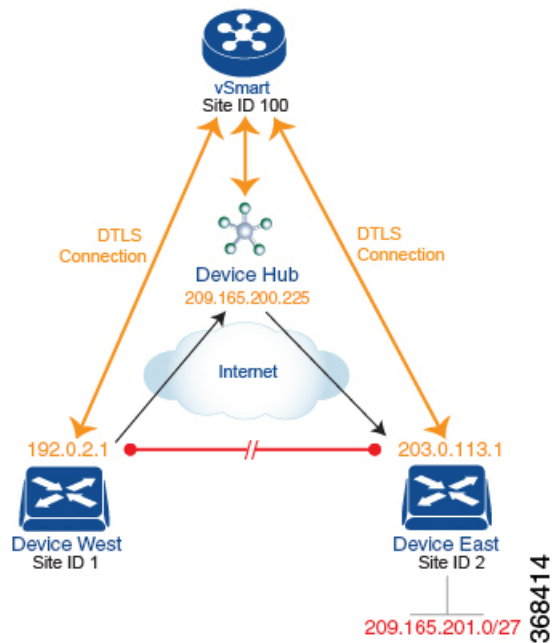 vSmart
Site ID 100
DTLS
Connection
DTLS
Connection
Device Hub
209.165.200.225
Internet
192.0.2.1
203.0.113.1
Device West
Site ID 1
Device East
Site ID 2
209.165.201.0/27
368414